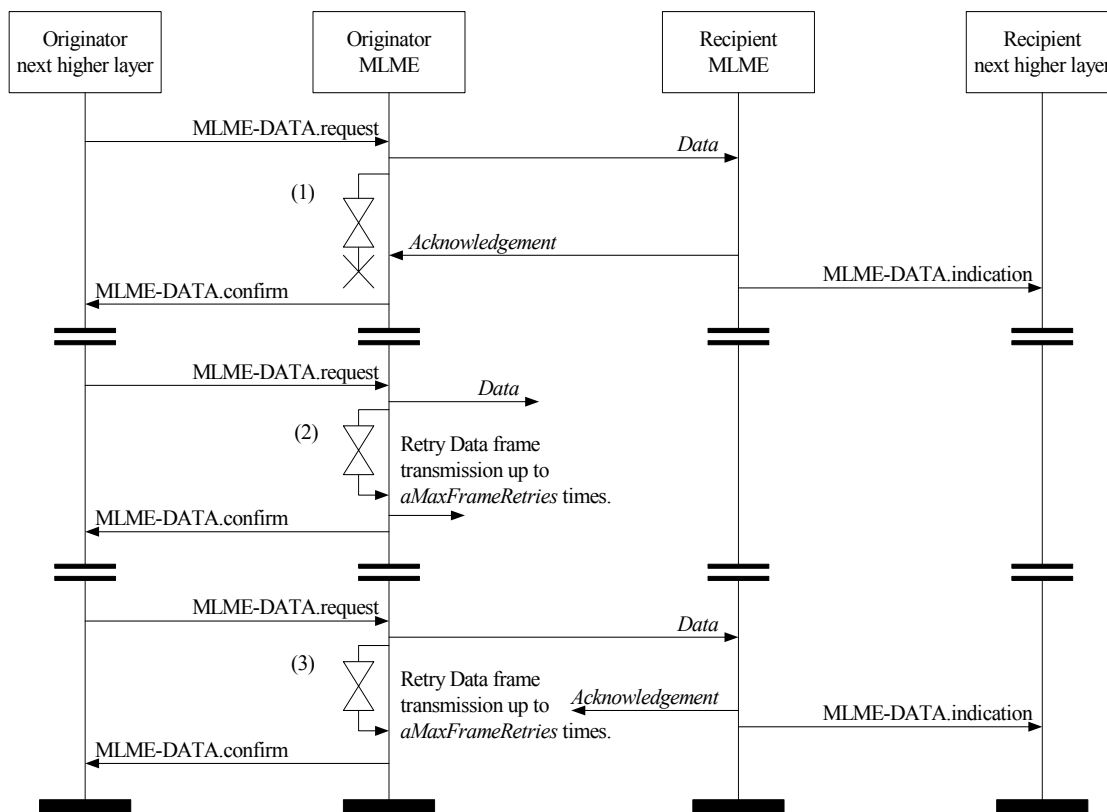 Originator
next higher layer
Originator
MLME
Recipient
MLME
Recipient
next higher layer
MLME-DATA.request
Data
(1)
Acknowledgement
MLME-DATA.indication
MLME-DATA.confirm
MLME-DATA.request
Data
(2)
Retry Data frame
transmission up to
aMaxFrameRetries times.
MLME-DATA.confirm
MLME-DATA.request
Data
(3)
Retry Data frame
transmission up to
aMaxFrameRetries times.
Acknowledgement
MLME-DATA.indication
MLME-DATA.confirm